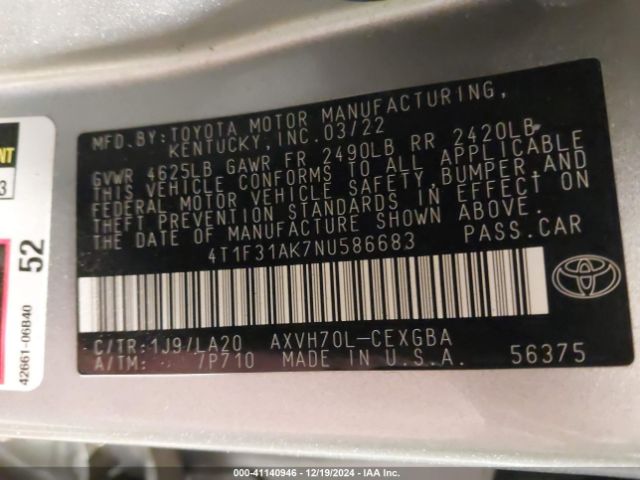 MFD.BY:TOYOTA MOTOR MANUFACTURING,
KENTUCKY,INC.03/22
GVWR 4625LB GAWR FR 2490LB RR 2420LB
THIS VEHICLE CONFORMS TO ALL APPLICABLE
FEDERAL MOTOR VEHICLE SAFETY,BUMPER,AND
THEFT PREVENTION STANDARDS IN EFFECT ON
THE DATE OF MANUFACTURE SHOWN ABOVE.
4T1F31AK7NU586683 PASS.CAR
C/TR:1J9/LA20 AXVH70L-CEXGBA
A/TM: 7P710 MADE IN U.S.A. 56375
3
52
42661-06B40
000-41140946 - 12/19/2024 - IAA Inc.